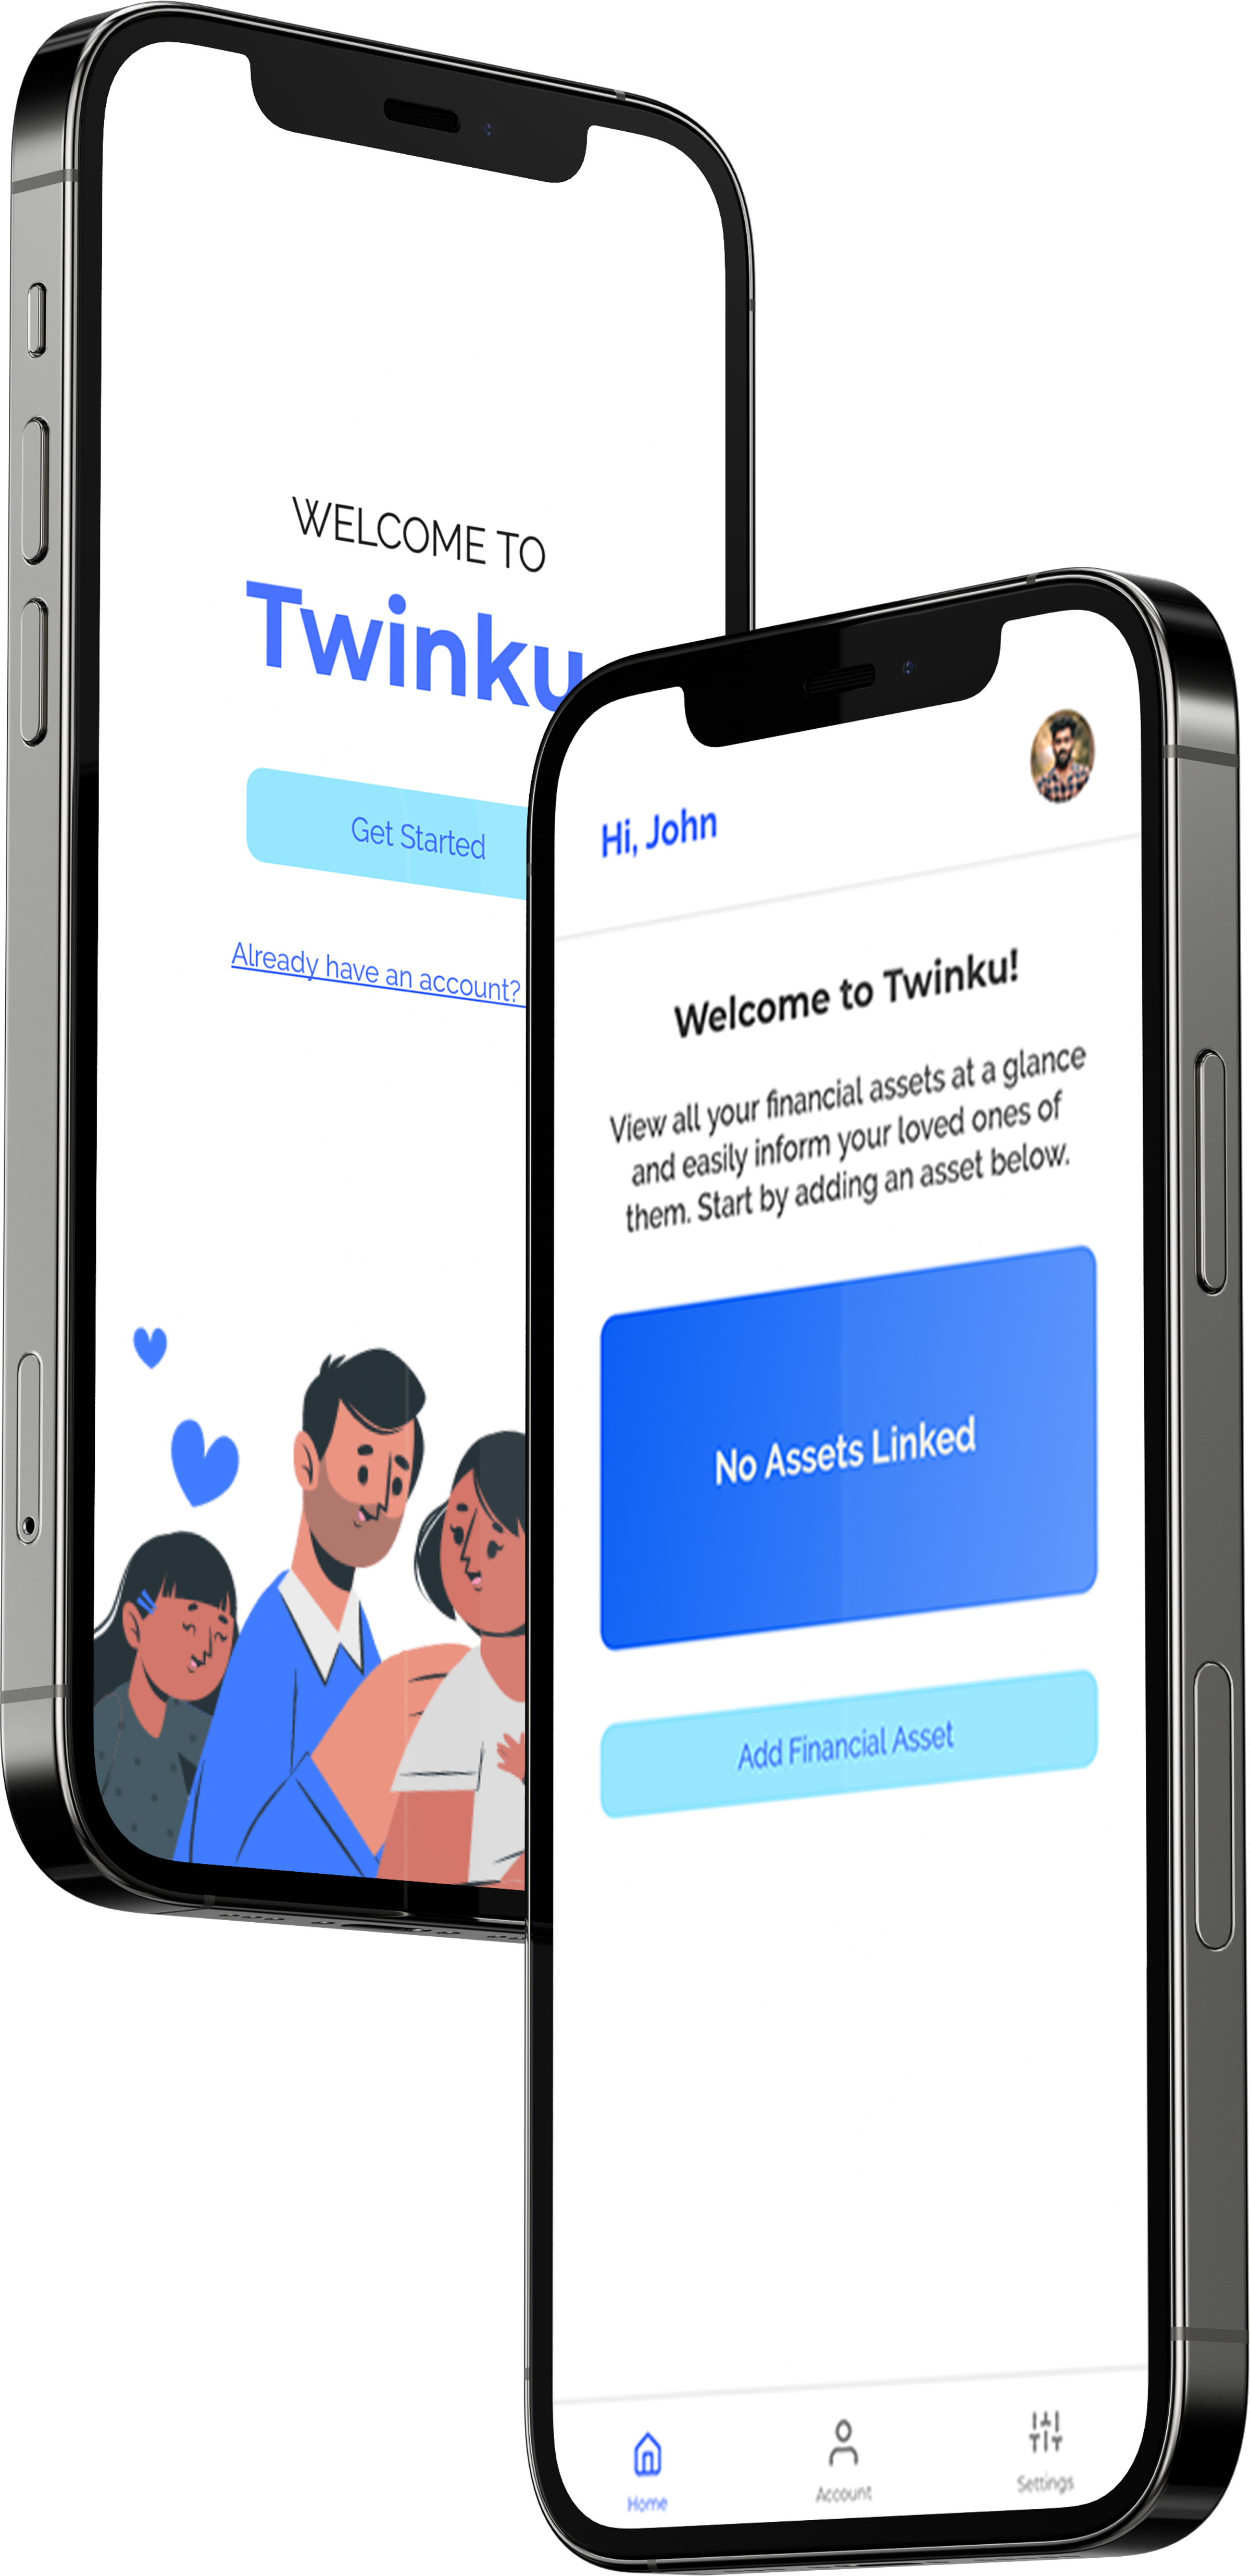 WELCOME TO
Twinku
Get Started
Already have an account?
Hi, John
Welcome to Twinku!
View all your financial assets at a glance
and easily inform your loved ones of
them. Start by adding an asset below.
No Assets Linked
Add Financial Asset
Home
Account
Settings